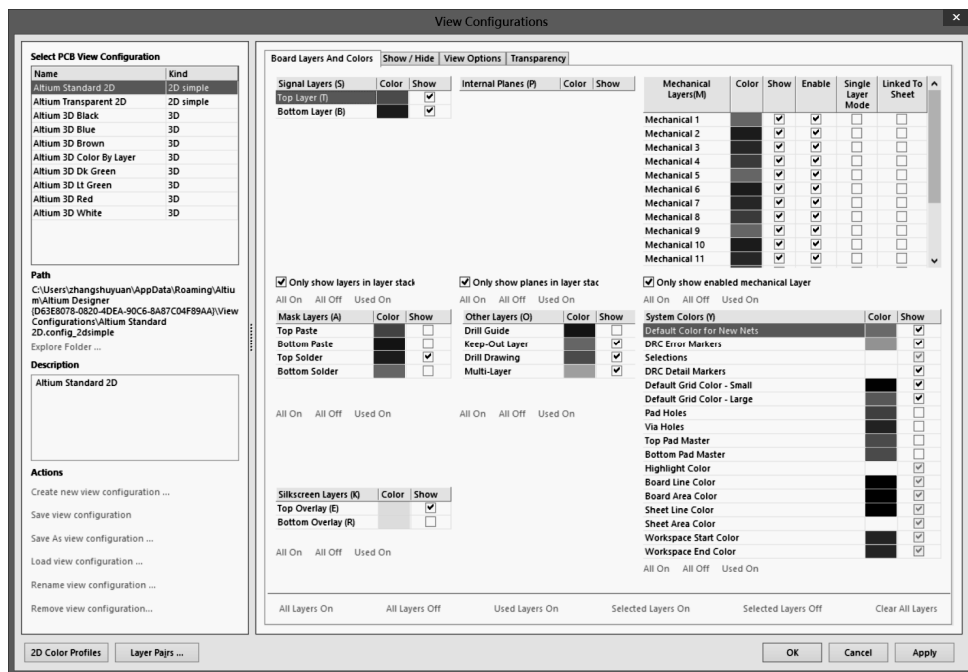 View Configurations
Select PCB View Configuration
Name Kind
Altium Standard 2D 2D simple
Altium Transparent 2D 2D simple
Altium 3D Black 3D
Altium 3D Blue 3D
Altium 3D Brown 3D
Altium 3D Color By Layer 3D
Altium 3D Dk Green 3D
Altium 3D Lt Green 3D
Altium 3D Red 3D
Altium 3D White 3D
Path
C:\Users\zhangshuyuan\AppData\Roaming\Altiu
m\Altium Designer
{D63E8078-0820-4DEA-90C6-8A87C04F89AA}\View
Configurations\Altium Standard
2D.config_2dsimple
Explore Folder ...
Description
Altium Standard 2D
Actions
Create new view configuration ...
Save view configuration
Save As view configuration ...
Load view configuration ...
Rename view configuration ...
Remove view configuration...
Board Layers And Colors Show / Hide View Options Transparency
Signal Layers (S) Color Show
Top Layer (T)
Bottom Layer (B)
Only show layers in layer stack
All On All Off Used On
Internal Planes (P) Color Show
Only show planes in layer stac
All On All Off Used On
Mechanical Layers(M) Color Show Enable Single Layer Mode Linked To Sheet
Mechanical 1
Mechanical 2
Mechanical 3
Mechanical 4
Mechanical 5
Mechanical 6
Mechanical 7
Mechanical 8
Mechanical 9
Mechanical 10
Mechanical 11
Only show enabled mechanical Layer
All On All Off Used On
Mask Layers (A) Color Show
Top Paste
Bottom Paste
Top Solder
Bottom Solder
All On All Off Used On
Other Layers (O) Color Show
Drill Guide
Keep-Out Layer
Drill Drawing
Multi-Layer
All On All Off Used On
System Colors (Y) Show
Default Color for New Nets
DRC Error Markers
Selections
DRC Detail Markers
Default Grid Color - Small
Default Grid Color - Large
Pad Holes
Via Holes
Top Pad Master
Bottom Pad Master
Highlight Color
Board Line Color
Board Area Color
Sheet Line Color
Sheet Area Color
Workspace Start Color
Workspace End Color
All On All Off Used On
Silkscreen Layers (K) Color Show
Top Overlay (E)
Bottom Overlay (R)
All On All Off Used On
All Layers On All Layers Off Used Layers On Selected Layers On Selected Layers Off Clear All Layers
2D Color Profiles Layer Pairs ... OK Cancel Apply